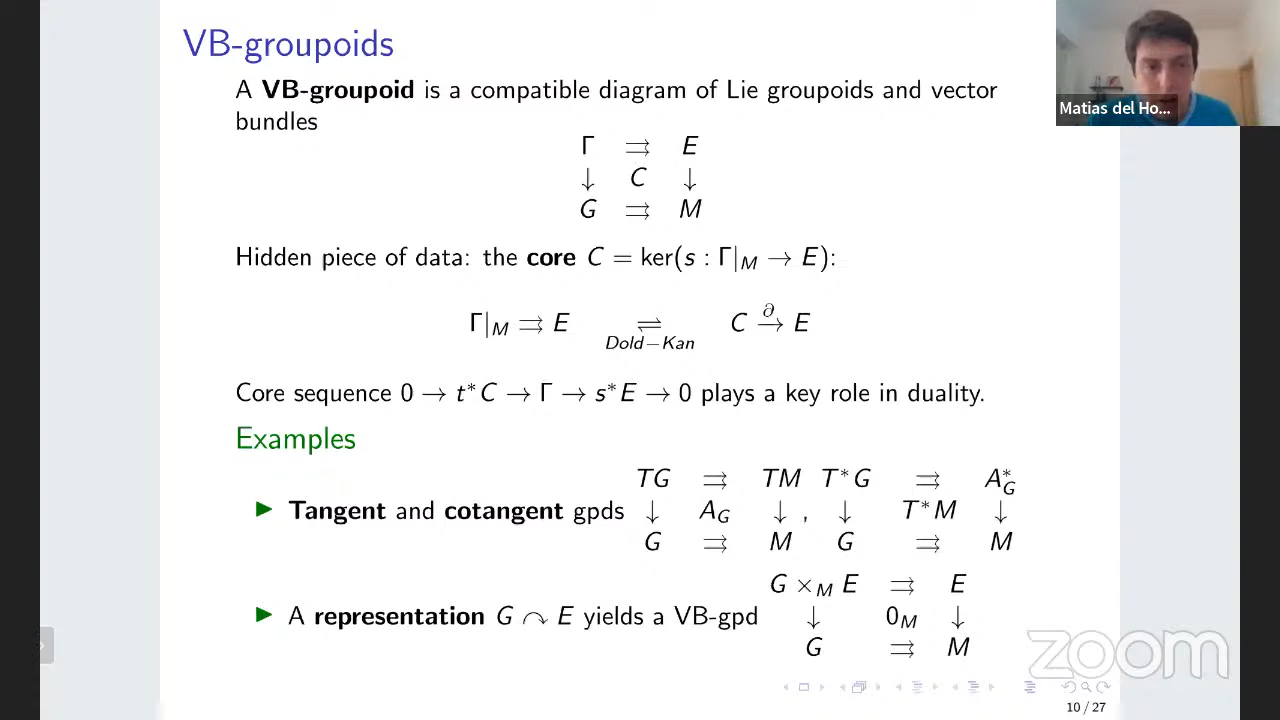 VB-groupoids
A VB-groupoid is a compatible diagram of Lie groupoids and vector
bundles
Γ ⇉ E
↓ C ↓
G ⇉ M
Hidden piece of data: the core C = ker(s : Γ|_M → E):
Γ|_M ⇉ E ⇌ C →^∂ E
Dold−Kan
Core sequence 0 → t*C → Γ → s*E → 0 plays a key role in duality.
Examples
TG ⇉ TM T*G ⇉ A*_G
▶ Tangent and cotangent gpds ↓ A_G ↓ , ↓ T*M ↓
G ⇉ M G ⇉ M
G ×_M E ⇉ E
▶ A representation G ↷ E yields a VB-gpd ↓ 0_M ↓
G ⇉ M
10 / 27
Matias del Ho...
zoom